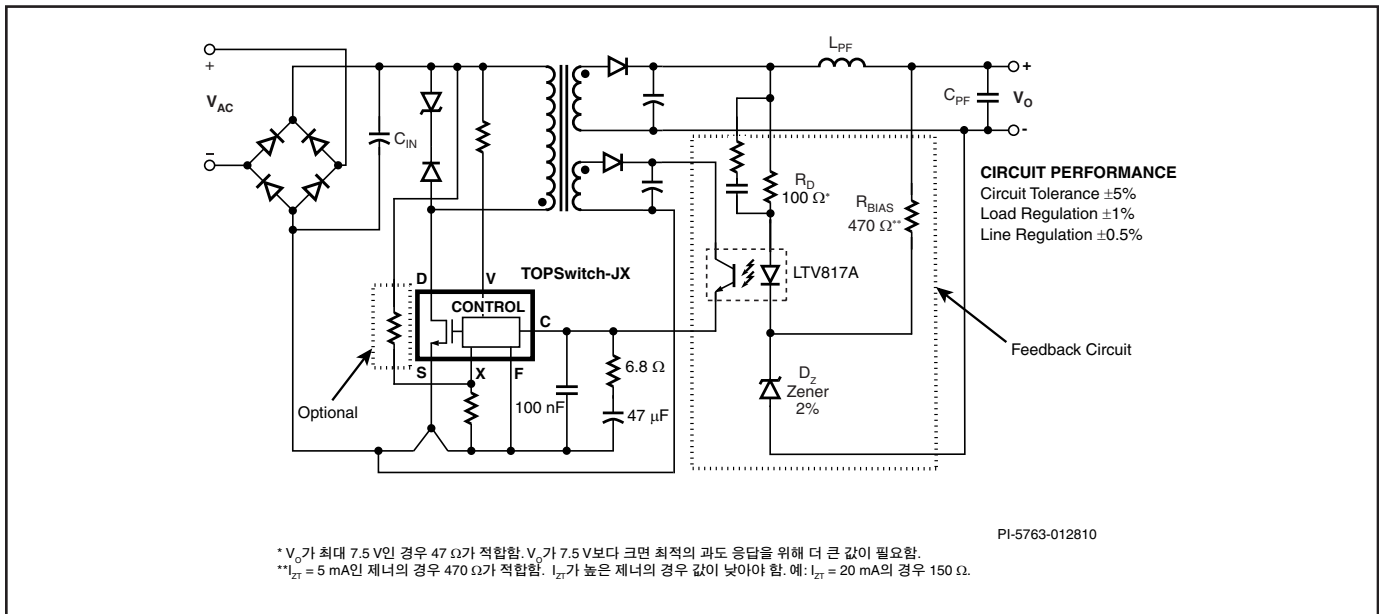 +
V_AC
−
C_IN
L_PF
C_PF
+
V_O
-
CIRCUIT PERFORMANCE
Circuit Tolerance ±5%
Load Regulation ±1%
Line Regulation ±0.5%
R_D
100 Ω*
R_BIAS
470 Ω**
LTV817A
TOPSwitch-JX
D
V
CONTROL
C
S
X
F
Optional
100 nF
6.8 Ω
47 μF
D_Z
Zener
2%
Feedback Circuit
PI-5763-012810
* V_O가 최대 7.5 V인 경우 47 Ω가 적합함. V_O가 7.5 V보다 크면 최적의 과도 응답을 위해 더 큰 값이 필요함.
**I_ZT = 5 mA인 제너의 경우 470 Ω가 적합함. I_ZT가 높은 제너의 경우 값이 낮아야 함. 예: I_ZT = 20 mA의 경우 150 Ω.